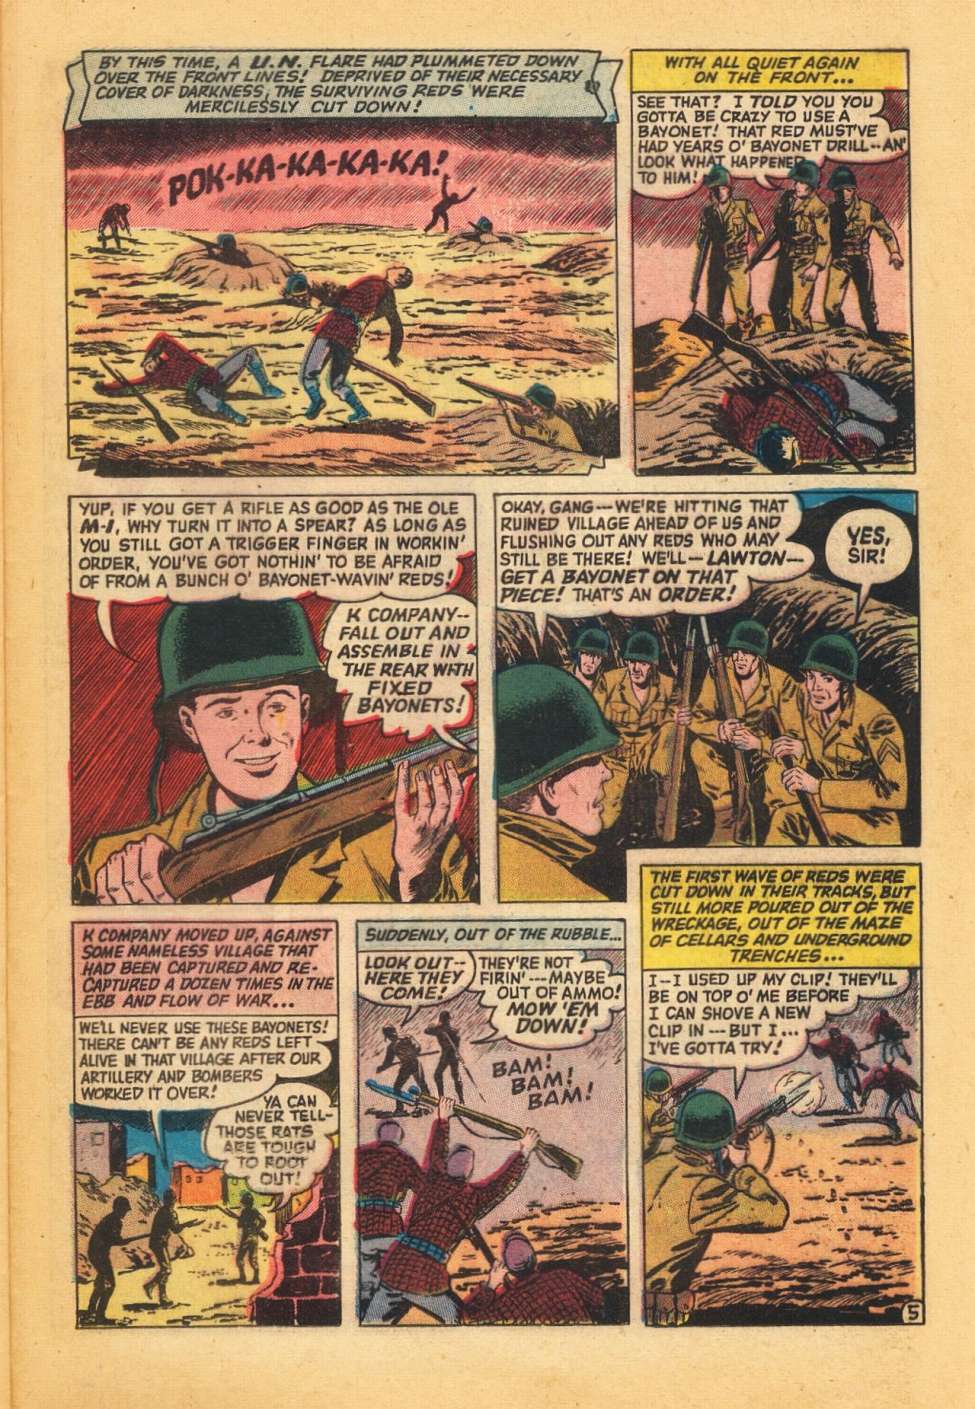 BY THIS TIME, A U.N. FLARE HAD PLUMMETED DOWN
OVER THE FRONT LINES! DEPRIVED OF THEIR NECESSARY
COVER OF DARKNESS, THE SURVIVING REDS WERE
MERCILESSLY CUT DOWN!
POK-KA-KA-KA-KA!
WITH ALL QUIET AGAIN
ON THE FRONT...
SEE THAT? I TOLD YOU YOU
GOTTA BE CRAZY TO USE A
BAYONET! THAT RED MUST'VE
HAD YEARS O' BAYONET DRILL--AN'
LOOK WHAT HAPPENED
TO HIM!
YUP, IF YOU GET A RIFLE AS GOOD AS THE OLE
M-1, WHY TURN IT INTO A SPEAR? AS LONG AS
YOU STILL GOT A TRIGGER FINGER IN WORKIN'
ORDER, YOU'VE GOT NOTHIN' TO BE AFRAID
OF FROM A BUNCH O' BAYONET-WAVIN' REDS!
K COMPANY--
FALL OUT AND
ASSEMBLE IN
THE REAR WITH
FIXED
BAYONETS!
OKAY, GANG--WE'RE HITTING THAT
RUINED VILLAGE AHEAD OF US AND
FLUSHING OUT ANY REDS WHO MAY
STILL BE THERE! WE'LL--LAWTON--
GET A BAYONET ON THAT
PIECE! THAT'S AN ORDER!
YES,
SIR!
K COMPANY MOVED UP, AGAINST
SOME NAMELESS VILLAGE THAT
HAD BEEN CAPTURED AND RE-
CAPTURED A DOZEN TIMES IN THE
EBB AND FLOW OF WAR...
WE'LL NEVER USE THESE BAYONETS!
THERE CAN'T BE ANY REDS LEFT
ALIVE IN THAT VILLAGE AFTER OUR
ARTILLERY AND BOMBERS
WORKED IT OVER!
YA CAN
NEVER TELL-
THOSE RATS
ARE TOUGH
TO ROOT
OUT!
SUDDENLY, OUT OF THE RUBBLE...
LOOK OUT--
HERE THEY
COME!
THEY'RE NOT
FIRIN'---MAYBE
OUT OF AMMO!
MOW 'EM
DOWN!
BAM!
BAM!
BAM!
THE FIRST WAVE OF REDS WERE
CUT DOWN IN THEIR TRACKS, BUT
STILL MORE POURED OUT OF THE
WRECKAGE, OUT OF THE MAZE
OF CELLARS AND UNDERGROUND
TRENCHES...
I--I USED UP MY CLIP! THEY'LL
BE ON TOP O' ME BEFORE
I CAN SHOVE A NEW
CLIP IN---BUT I...
I'VE GOTTA TRY!
5